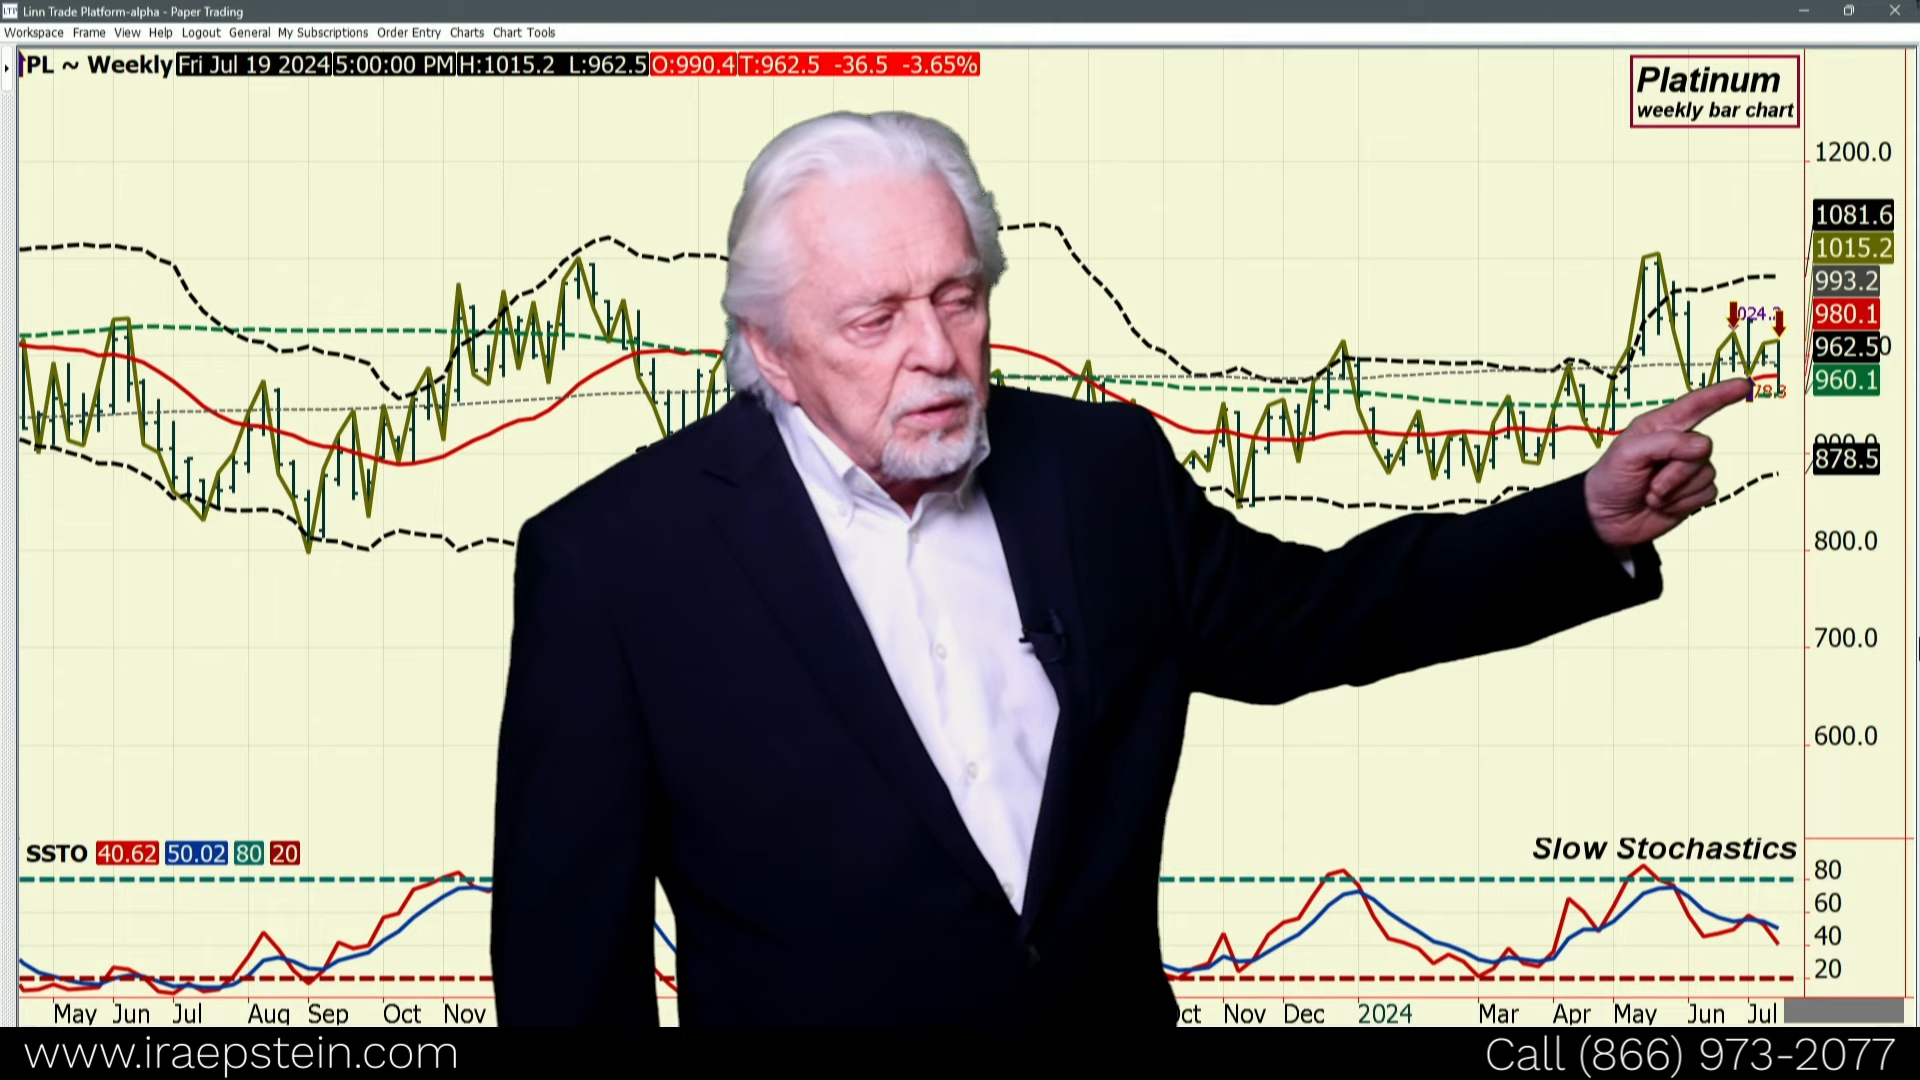 Linn Trade Platform-alpha - Paper Trading
Workspace Frame View Help Logout General My Subscriptions Order Entry Charts Chart Tools
PL ~ Weekly Fri Jul 19 2024 5:00:00 PM H:1015.2 L:962.5 O:990.4 T:962.5 -36.5 -3.65%
Platinum
weekly bar chart
1200.0
1081.6
1015.2
993.2
980.1
962.5
960.1
878.5
800.0
700.0
600.0
SSTO 40.62 50.02 80 20
Slow Stochastics
80
60
40
20
May Jun Jul Aug Sep Oct Nov Nov Dec 2024 Mar Apr May Jun Jul
www.iraepstein.com
Call (866) 973-2077